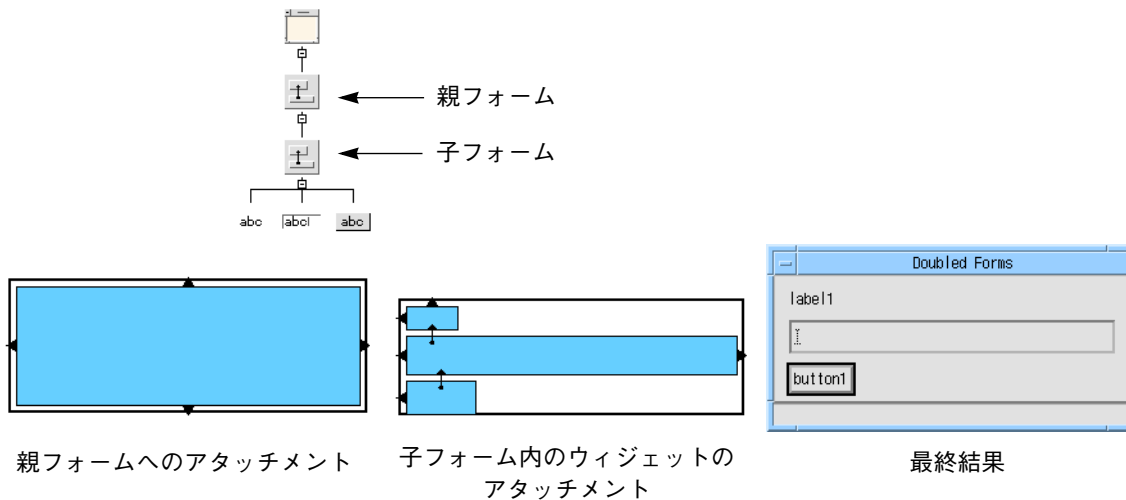 親フォーム
子フォーム
abc
abc
abc
Doubled Forms
label1
button1
親フォームへのアタッチメント
子フォーム内のウィジェットの
アタッチメント
最終結果